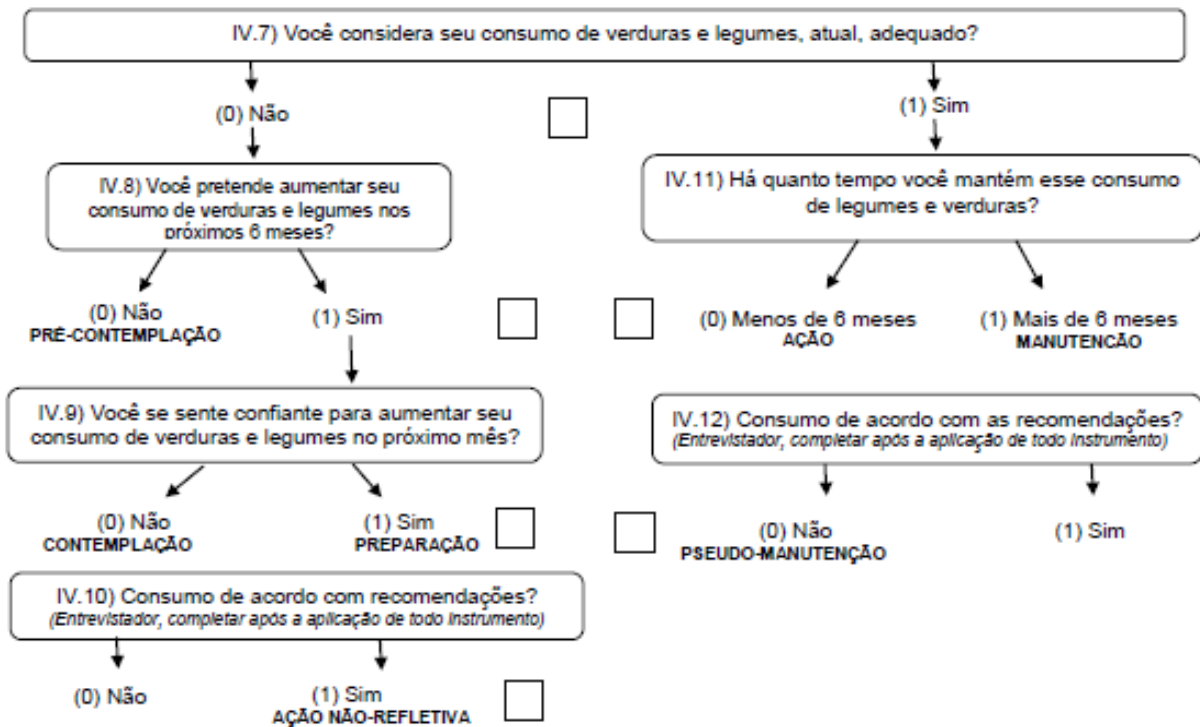 IV.7) Você considera seu consumo de verduras e legumes, atual, adequado?
(0) Não
(1) Sim
IV.8) Você pretende aumentar seu
consumo de verduras e legumes nos
próximos 6 meses?
IV.11) Há quanto tempo você mantém esse consumo
de legumes e verduras?
(0) Não
PRÉ-CONTEMPLAÇÃO
(1) Sim
(0) Menos de 6 meses
AÇÃO
(1) Mais de 6 meses
MANUTENCÃO
IV.9) Você se sente confiante para aumentar seu
consumo de verduras e legumes no próximo mês?
IV.12) Consumo de acordo com as recomendações?
(Entrevistador, completar após a aplicação de todo instrumento)
(0) Não
CONTEMPLAÇÃO
(1) Sim
PREPARAÇÃO
(0) Não
PSEUDO-MANUTENÇÃO
(1) Sim
IV.10) Consumo de acordo com recomendações?
(Entrevistador, completar após a aplicação de todo instrumento)
(0) Não
(1) Sim
AÇÃO NÃO-REFLETIVA